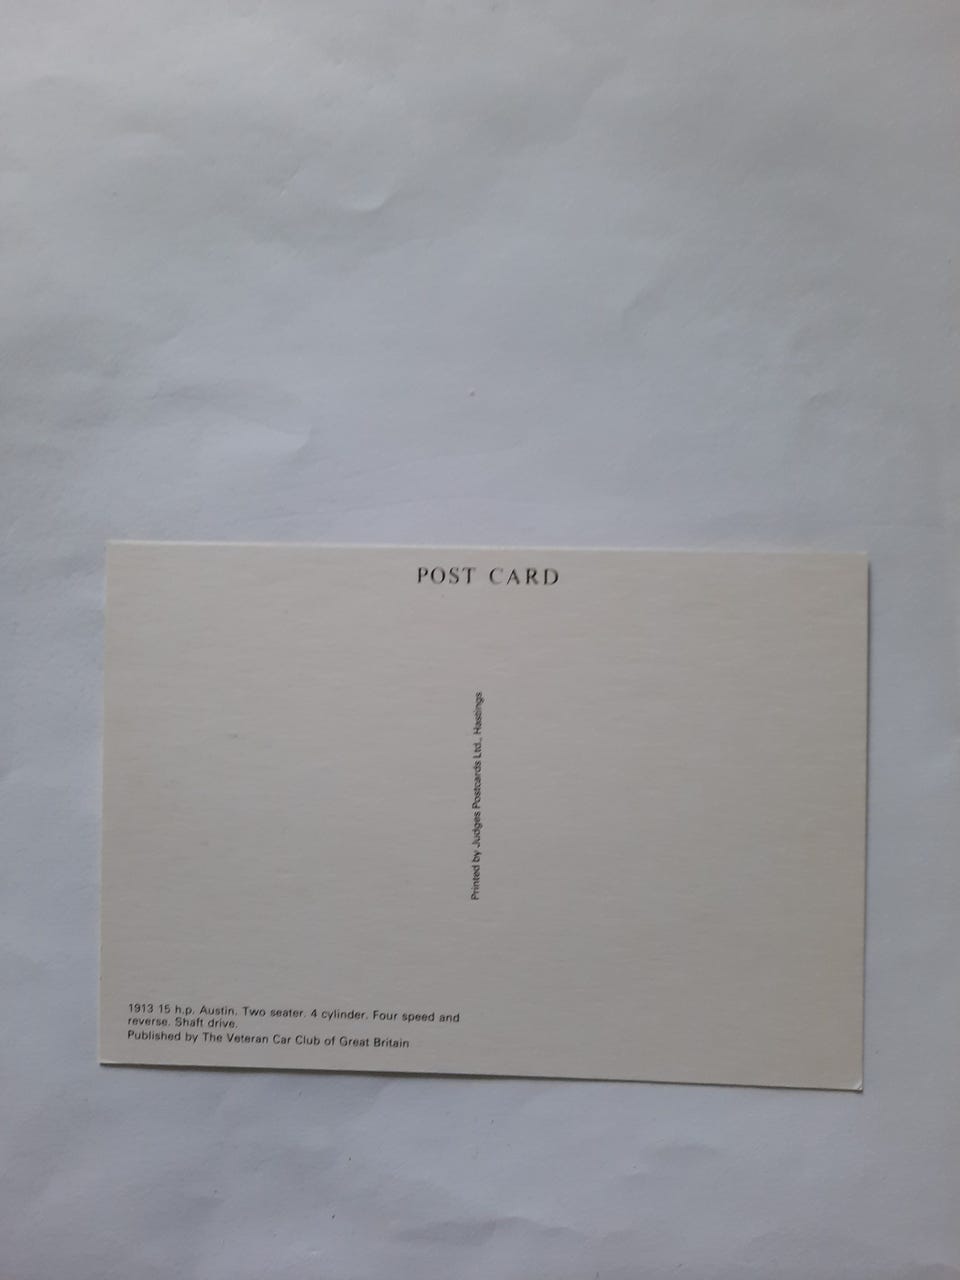 POST CARD
Printed by Judges Postcards Ltd., Hastings
1913 15 h.p. Austin. Two seater. 4 cylinder. Four speed and
reverse. Shaft drive.
Published by The Veteran Car Club of Great Britain